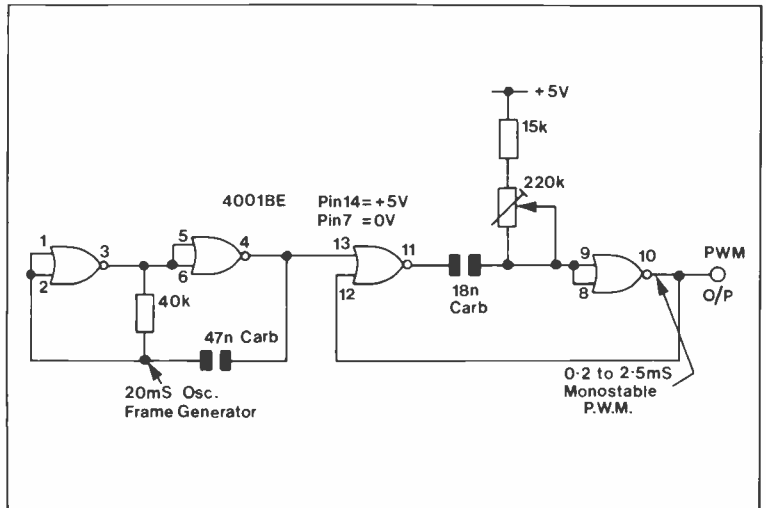 +5V
15k
220k
4001BE
Pin14=+5V
Pin7 =0V
1
2
3
5
6
4
13
12
11
9
8
10
PWM
O/P
40k
47n Carb
18n
Carb
20mS Osc.
Frame Generator
0·2 to 2·5mS
Monostable
P.W.M.